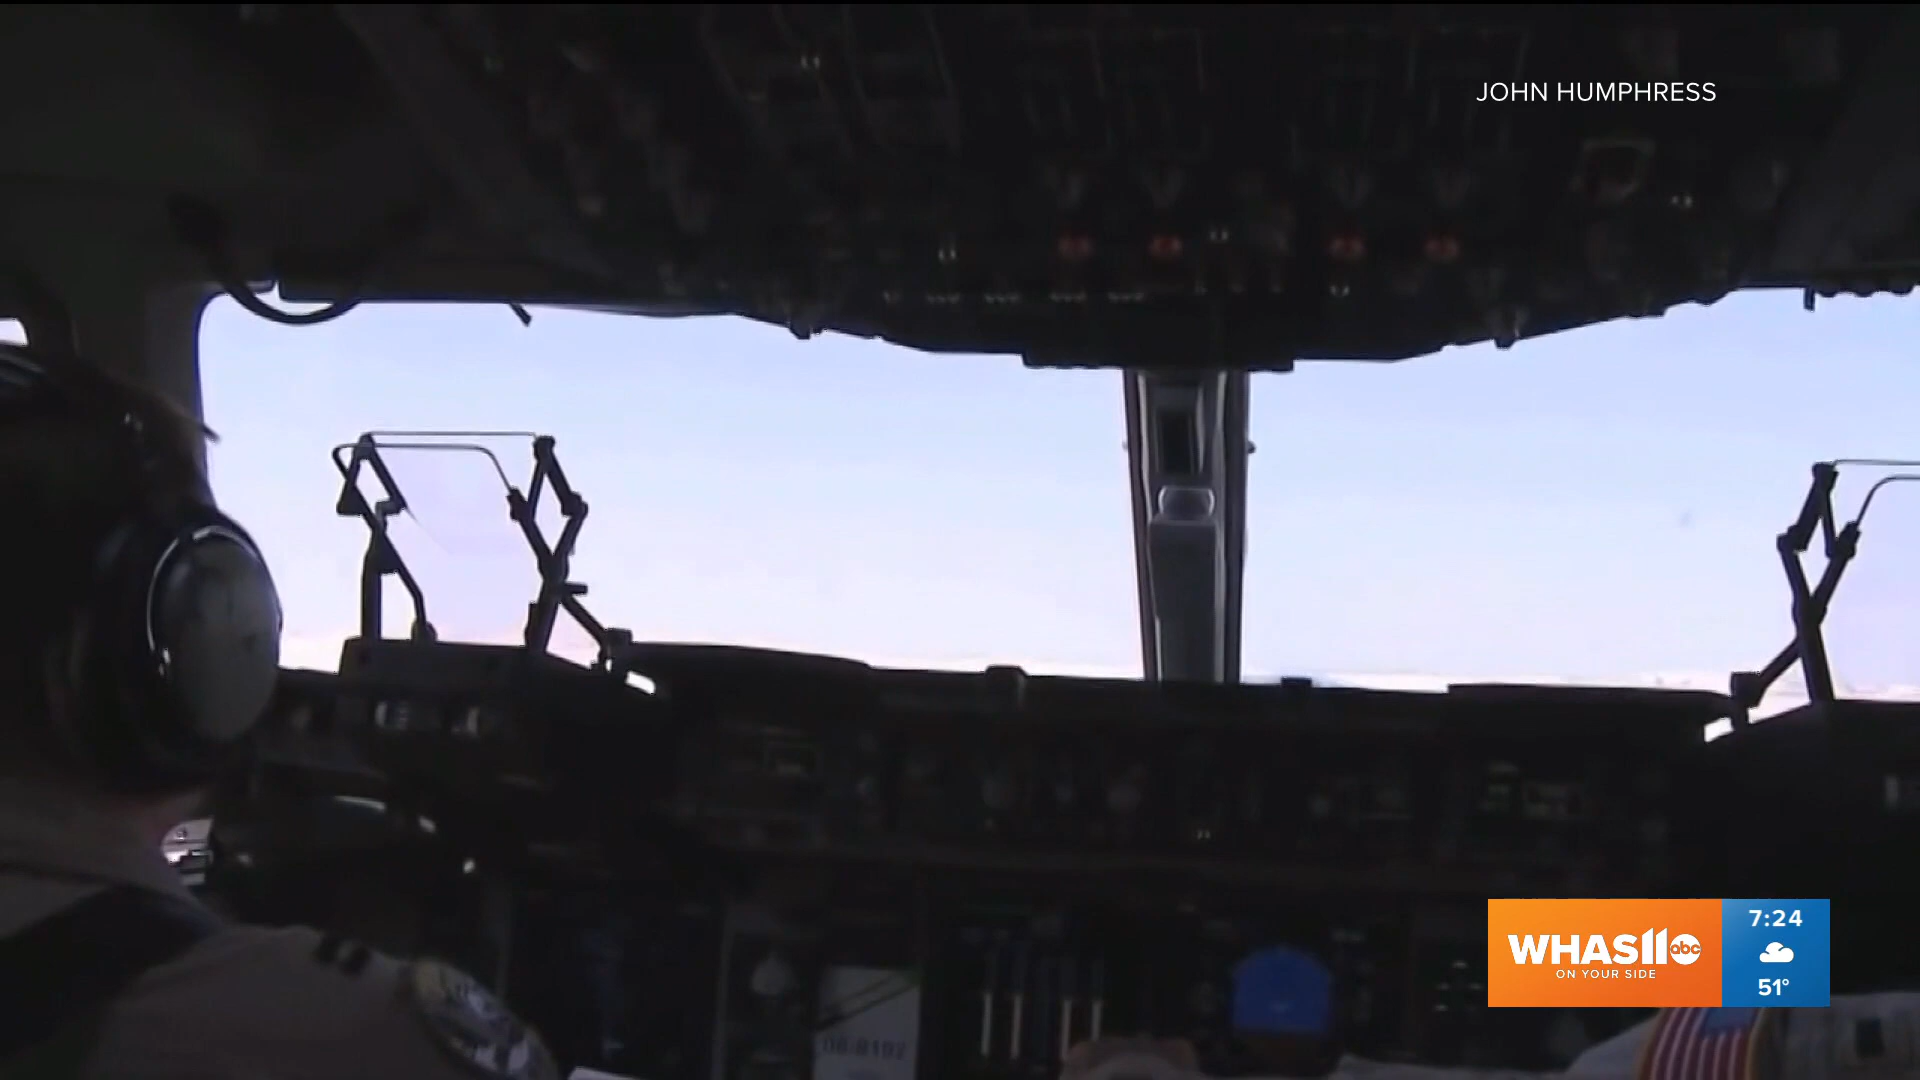 JOHN HUMPHRESS
7:24
WHAS11 abc
ON YOUR SIDE
51°